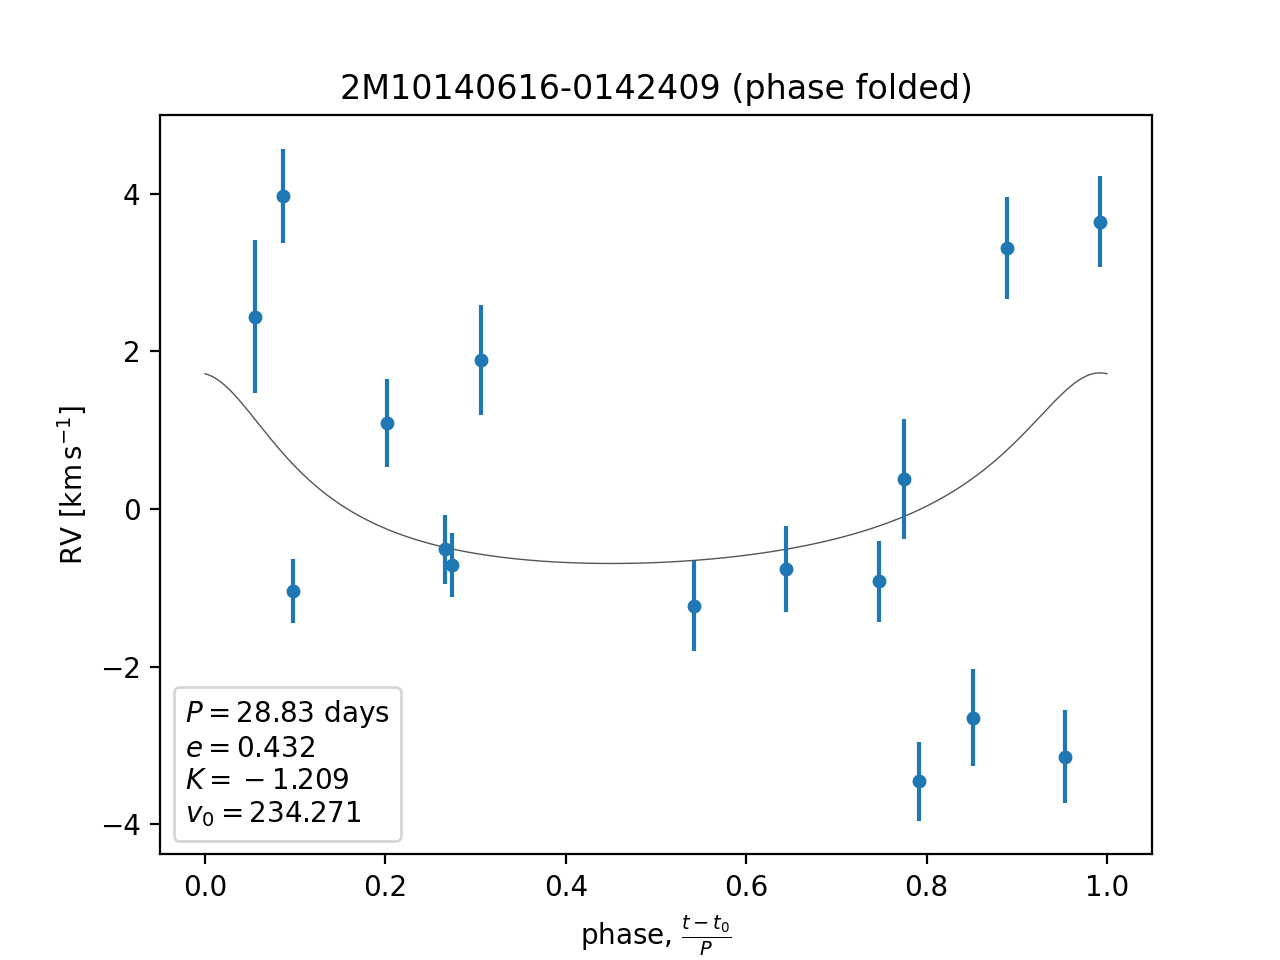 2M10140616-0142409 (phase folded)
RV [km s⁻¹]
4
2
0
−2
−4
P = 28.83 days
e = 0.432
K = −1.209
v₀ = 234.271
0.0 0.2 0.4 0.6 0.8 1.0
phase, (t − t₀)/P